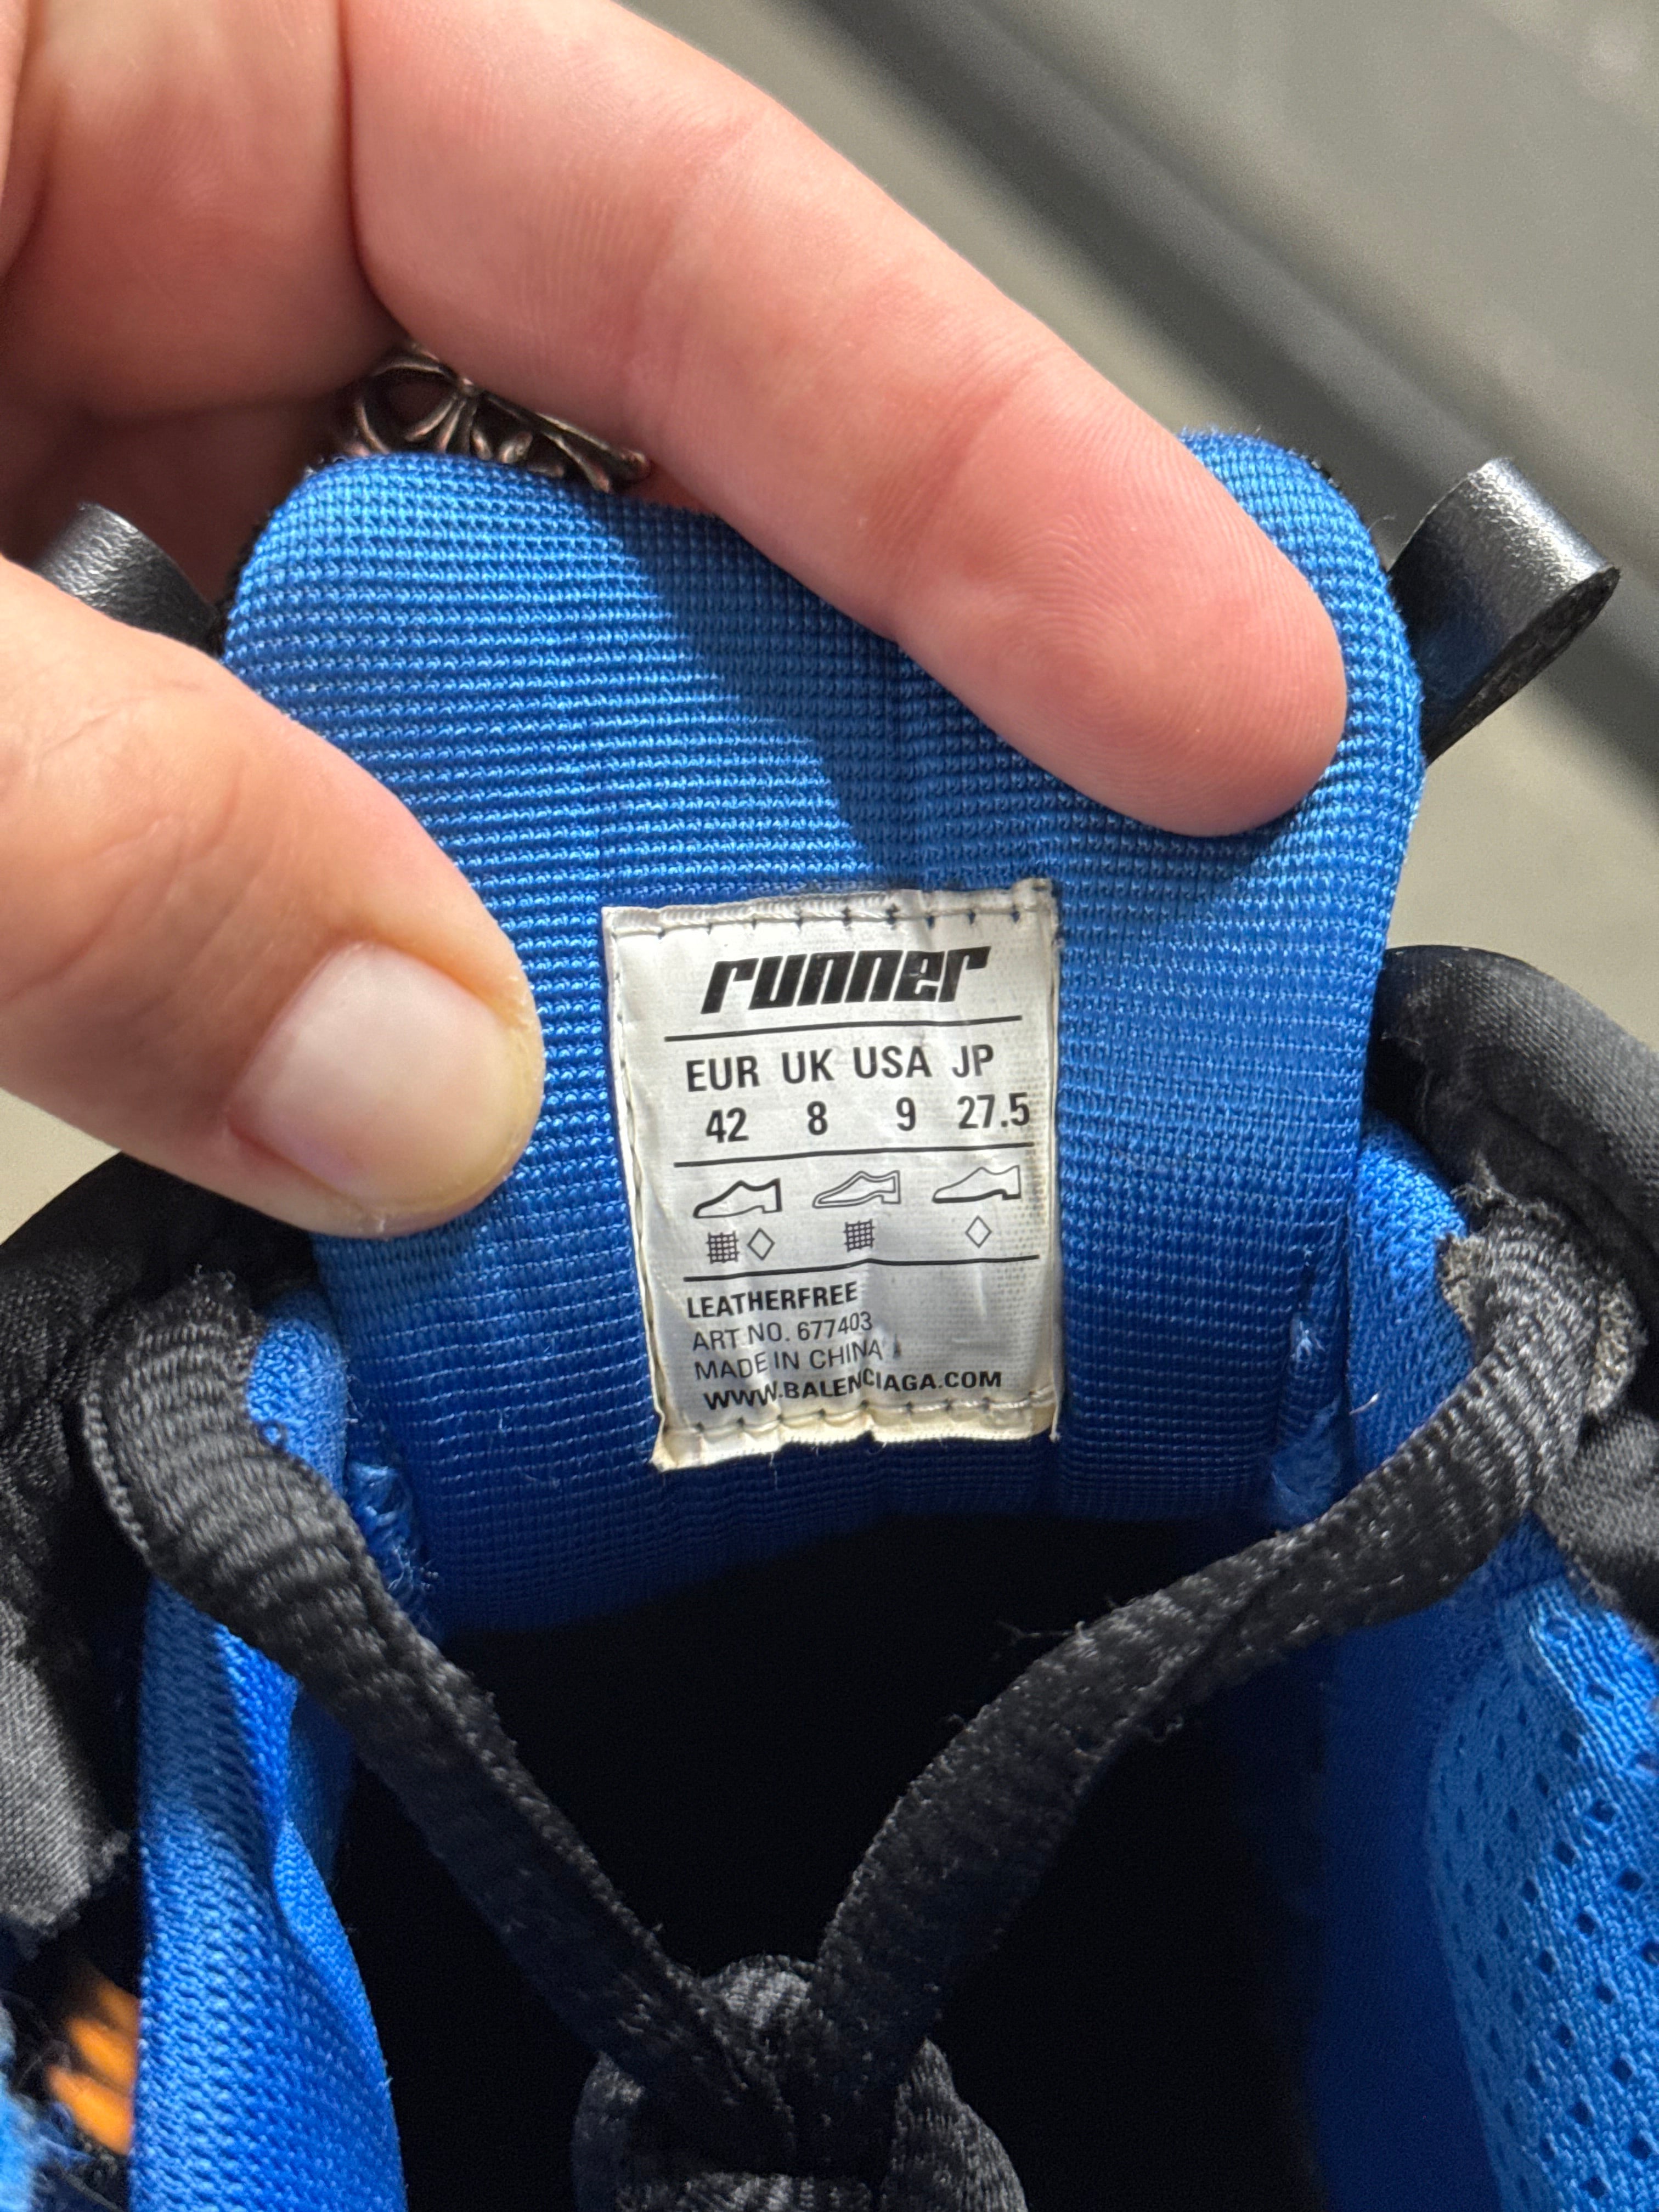 runner
EUR UK USA JP
42 8 9 27.5
LEATHERFREE
ART NO. 677403
MADE IN CHINA
WWW.BALENCIAGA.COM